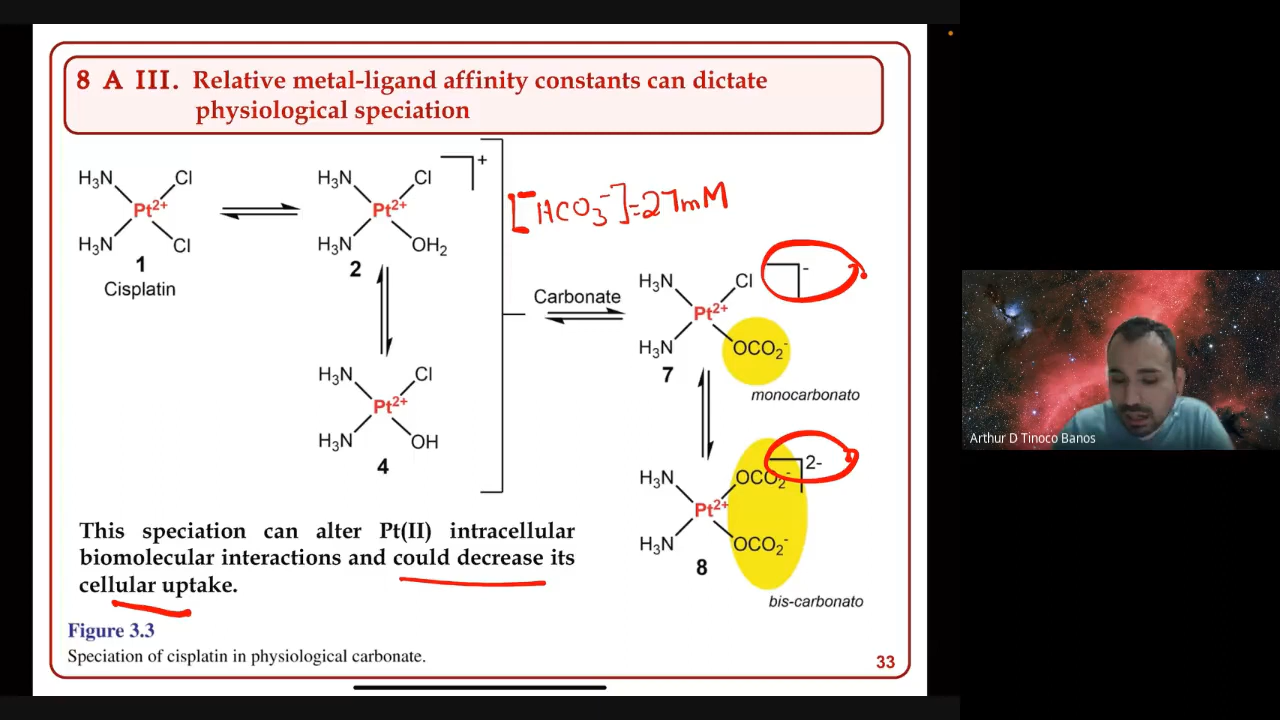 8 A III. Relative metal-ligand affinity constants can dictate
physiological speciation
H₃N Cl
Pt²⁺
H₃N Cl
1
Cisplatin
H₃N Cl +
Pt²⁺
H₃N OH₂
2
H₃N Cl
Pt²⁺
H₃N OH
4
[HCO₃⁻]=27mM
Carbonate
H₃N Cl -
Pt²⁺
H₃N OCO₂⁻
7
monocarbonato
H₃N OCO₂⁻ 2-
Pt²⁺
H₃N OCO₂⁻
8
bis-carbonato
This speciation can alter Pt(II) intracellular
biomolecular interactions and could decrease its
cellular uptake.
Figure 3.3
Speciation of cisplatin in physiological carbonate.
33
Arthur D Tinoco Banos